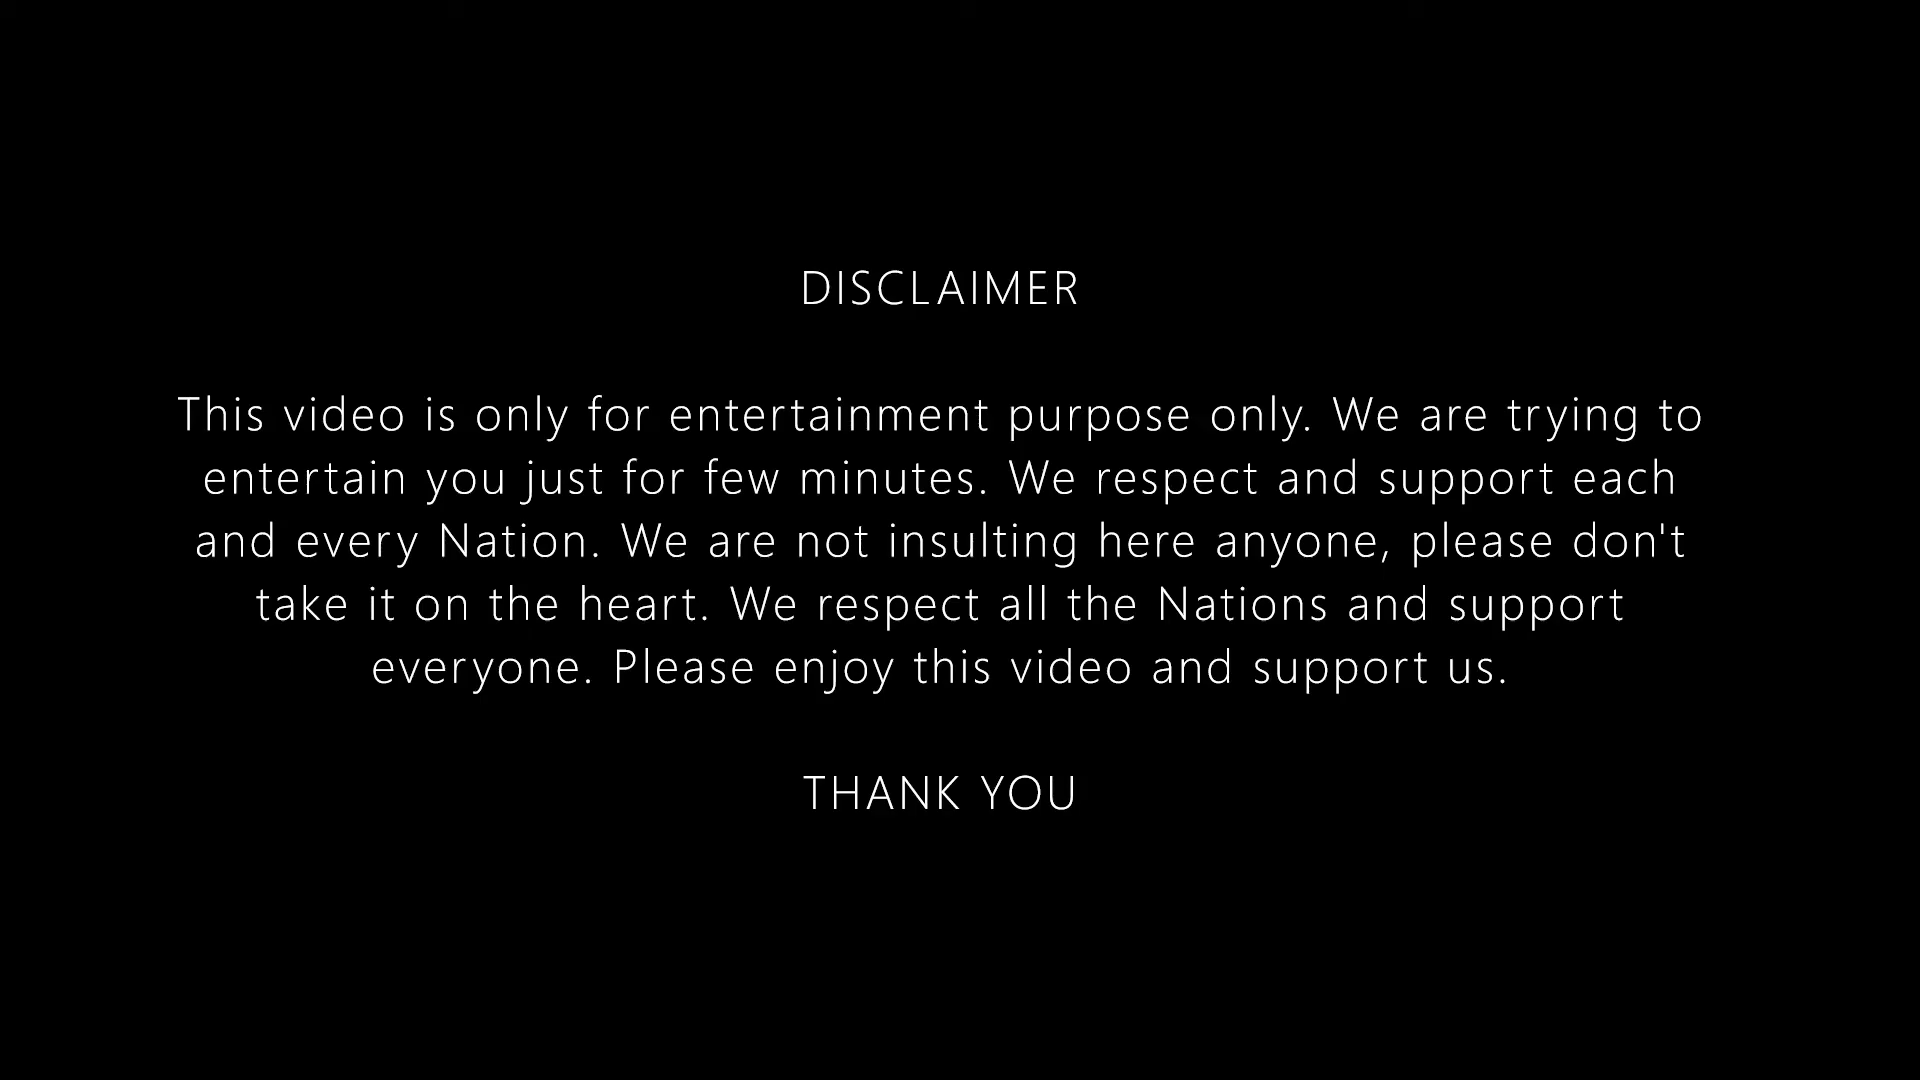 DISCLAIMER
This video is only for entertainment purpose only. We are trying to
entertain you just for few minutes. We respect and support each
and every Nation. We are not insulting here anyone, please don't
take it on the heart. We respect all the Nations and support
everyone. Please enjoy this video and support us.
THANK YOU